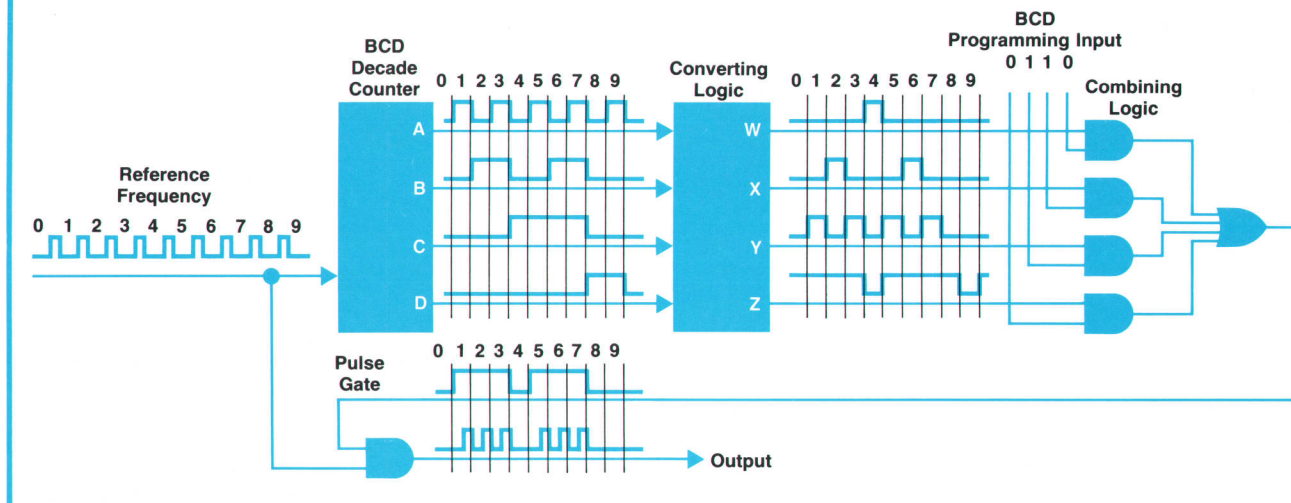 BCD
Programming Input
0 1 1 0
BCD
Decade
Counter
0 1 2 3 4 5 6 7 8 9
Converting
Logic
0 1 2 3 4 5 6 7 8 9
Combining
Logic
A
W
B
X
Reference
Frequency
0 1 2 3 4 5 6 7 8 9
C
Y
D
Z
Pulse
Gate
0 1 2 3 4 5 6 7 8 9
Output